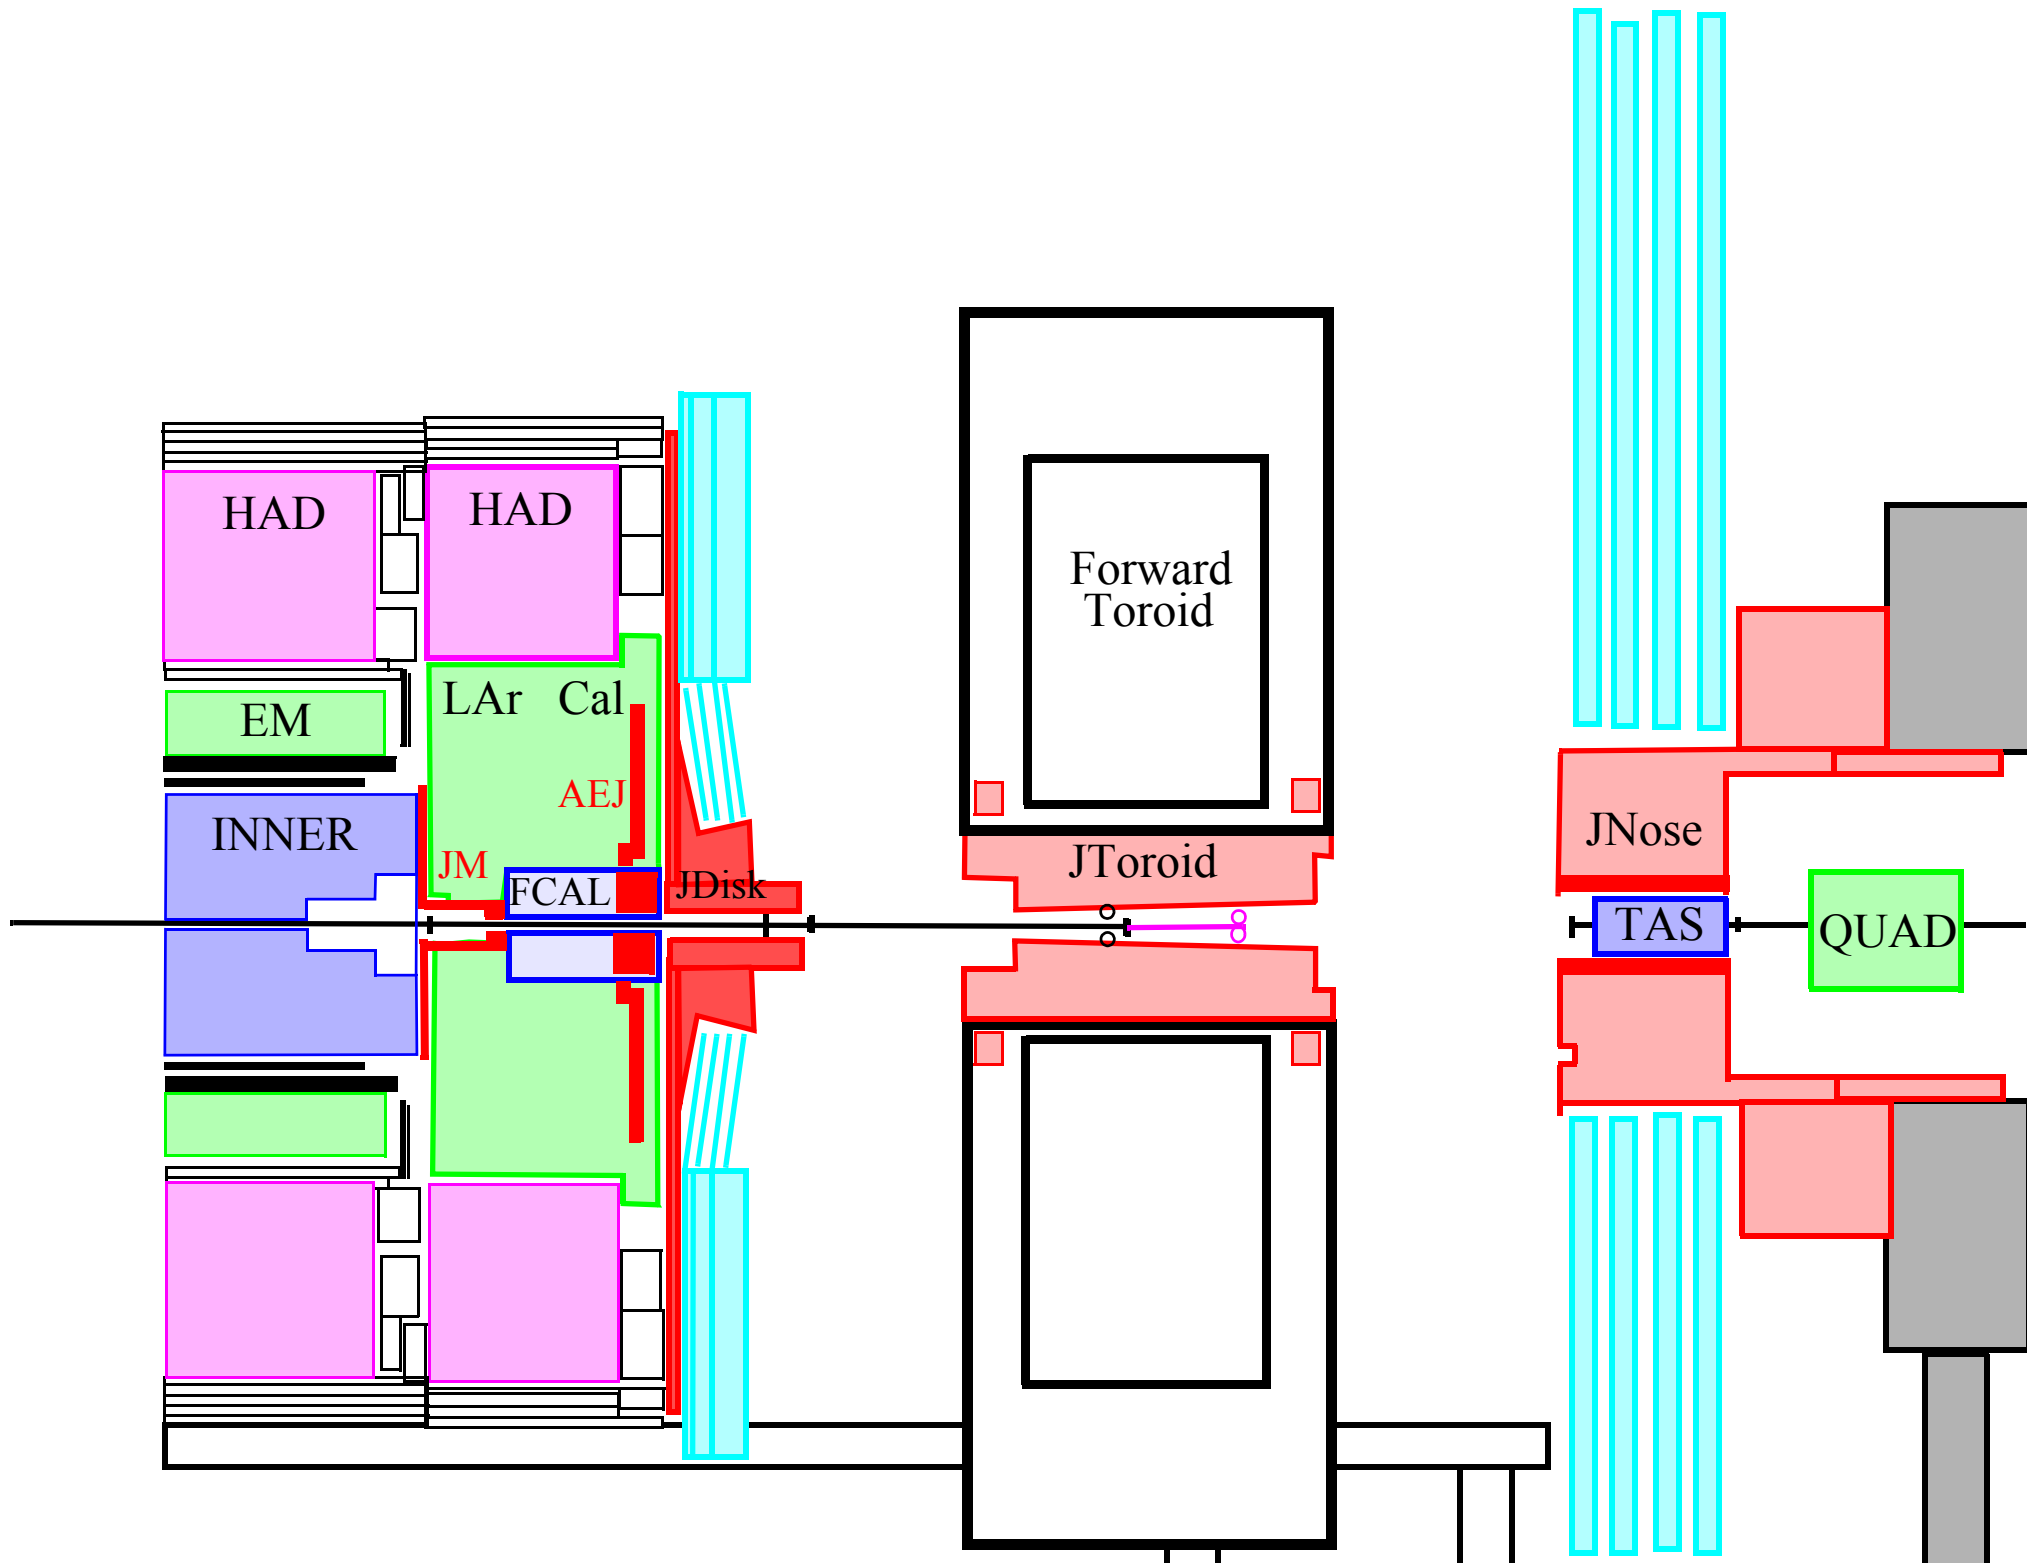 HAD
HAD
Forward
Toroid
LAr Cal
EM
AEJ
INNER
JM
FCAL
JDisk
JToroid
JNose
TAS
QUAD